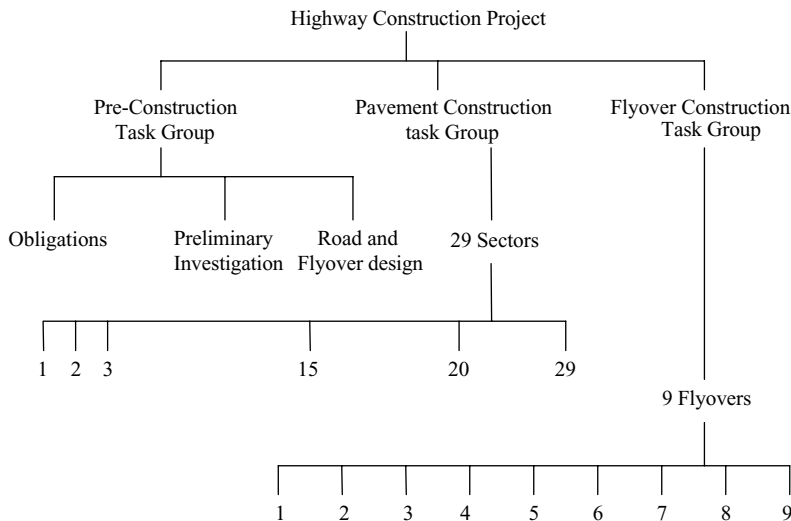 Highway Construction Project
Pre-Construction
Task Group
Pavement Construction
task Group
Flyover Construction
Task Group
Obligations
Preliminary
Investigation
Road and
Flyover design
29 Sectors
1 2 3 15 20 29
9 Flyovers
1 2 3 4 5 6 7 8 9